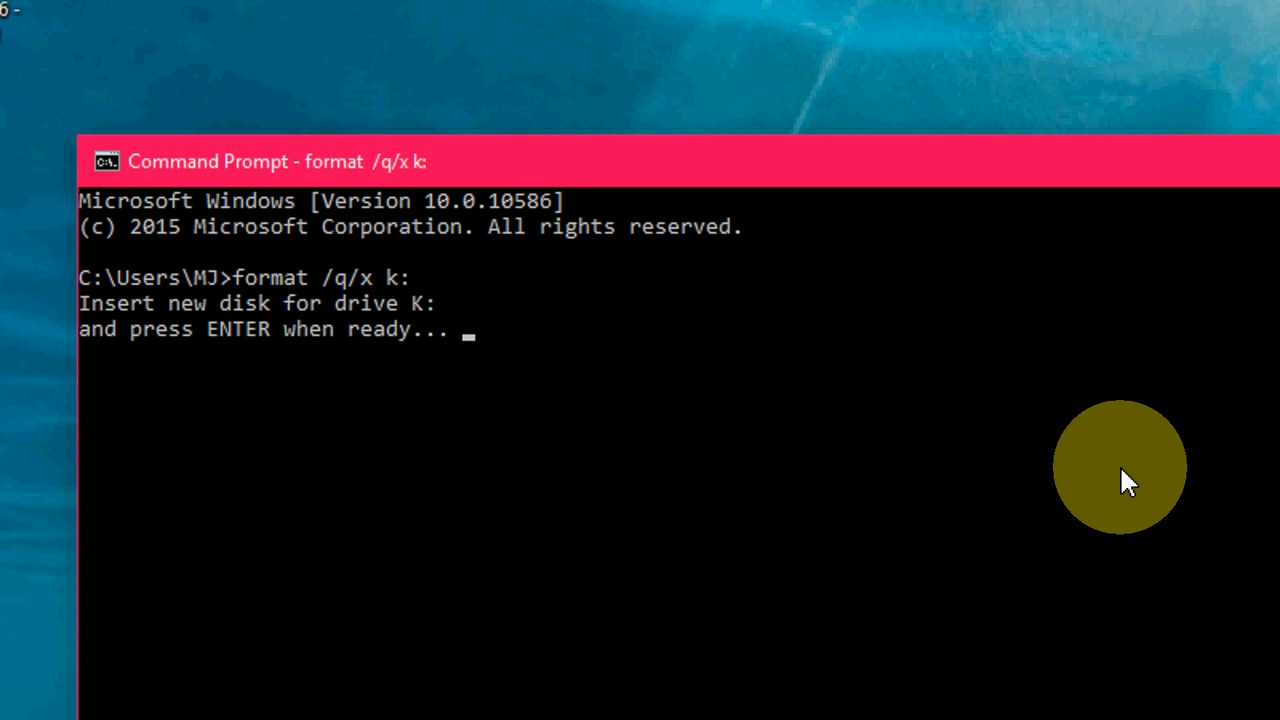 6 -
Command Prompt - format /q/x k:
Microsoft Windows [Version 10.0.10586]
(c) 2015 Microsoft Corporation. All rights reserved.
C:\Users\MJ>format /q/x k:
Insert new disk for drive K:
and press ENTER when ready...